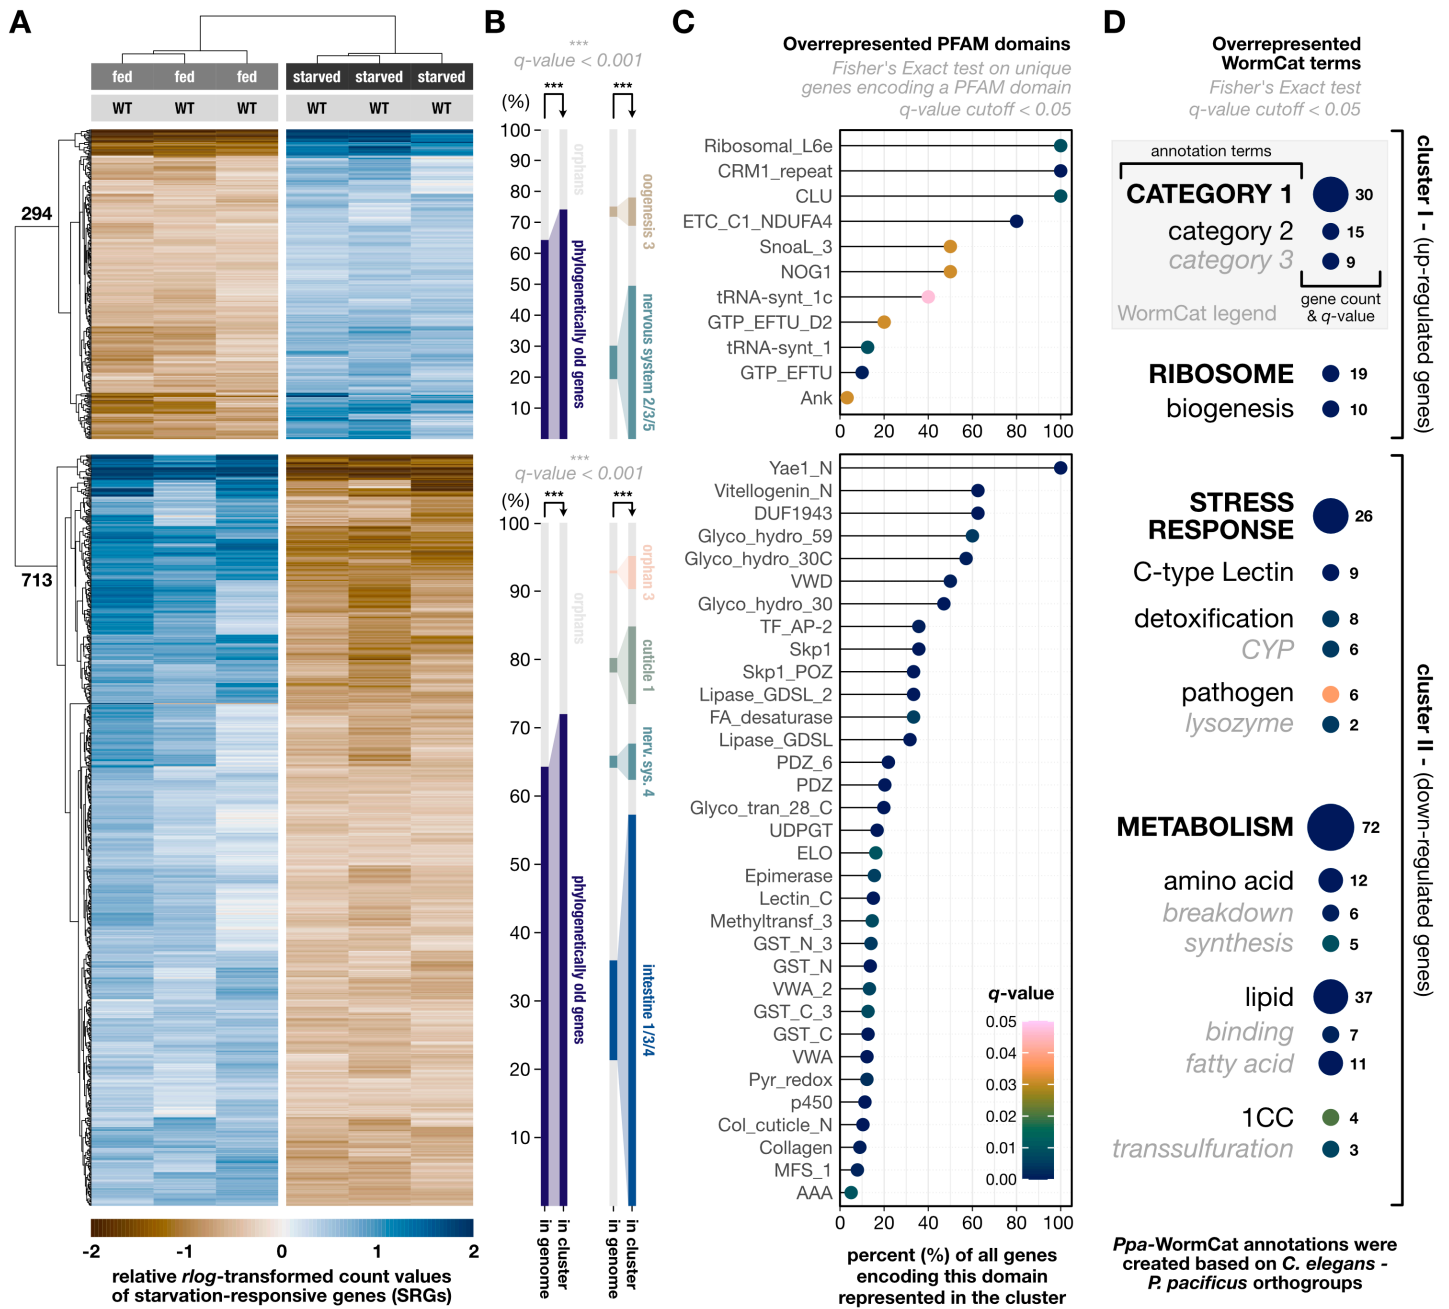 A
fed
fed
fed
starved
starved
starved
WT
WT
WT
WT
WT
WT
294
713
-2
-1
0
1
2
relative rlog-transformed count values
of starvation-responsive genes (SRGs)
B
***
q-value < 0.001
***
***
(%)
100
90
80
70
60
50
40
30
20
10
orphans
phylogenetically old genes
oogenesis 3
nervous system 2/3/5
***
q-value < 0.001
***
***
(%)
100
90
80
70
60
50
40
30
20
10
orphans
phylogenetically old genes
orphan 3
cuticle 1
nerv. sys. 4
intestine 1/3/4
in genome
in cluster
in genome
in cluster
C
Overrepresented PFAM domains
Fisher's Exact test on unique
genes encoding a PFAM domain
q-value cutoff < 0.05
Ribosomal_L6e
CRM1_repeat
CLU
ETC_C1_NDUFA4
SnoaL_3
NOG1
tRNA-synt_1c
GTP_EFTU_D2
tRNA-synt_1
GTP_EFTU
Ank
0 20 40 60 80 100
Yae1_N
Vitellogenin_N
DUF1943
Glyco_hydro_59
Glyco_hydro_30C
VWD
Glyco_hydro_30
TF_AP-2
Skp1
Skp1_POZ
Lipase_GDSL_2
FA_desaturase
Lipase_GDSL
PDZ_6
PDZ
Glyco_tran_28_C
UDPGT
ELO
Epimerase
Lectin_C
Methyltransf_3
GST_N_3
GST_N
VWA_2
GST_C_3
GST_C
VWA
Pyr_redox
p450
Col_cuticle_N
Collagen
MFS_1
AAA
q-value
0.05
0.04
0.03
0.02
0.01
0.00
0 20 40 60 80 100
percent (%) of all genes
encoding this domain
represented in the cluster
D
Overrepresented
WormCat terms
Fisher's Exact test
q-value cutoff < 0.05
annotation terms
CATEGORY 1 30
category 2 15
category 3 9
gene count
& q-value
WormCat legend
RIBOSOME 19
biogenesis 10
cluster I - (up-regulated genes)
STRESS
RESPONSE 26
C-type Lectin 9
detoxification 8
CYP 6
pathogen 6
lysozyme 2
METABOLISM 72
amino acid 12
breakdown 6
synthesis 5
lipid 37
binding 7
fatty acid 11
1CC 4
transsulfuration 3
cluster II - (down-regulated genes)
Ppa-WormCat annotations were
created based on C. elegans -
P. pacificus orthogroups